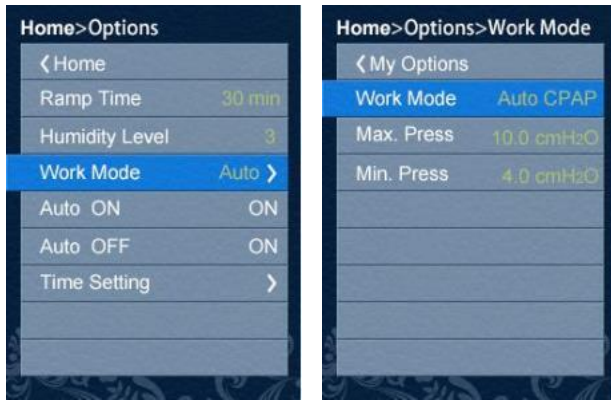 Home>Options
❮Home
Ramp Time 30 min
Humidity Level 3
Work Mode Auto ❯
Auto ON ON
Auto OFF ON
Time Setting ❯
Home>Options>Work Mode
❮My Options
Work Mode Auto CPAP
Max. Press 10.0 cmH2O
Min. Press 4.0 cmH2O